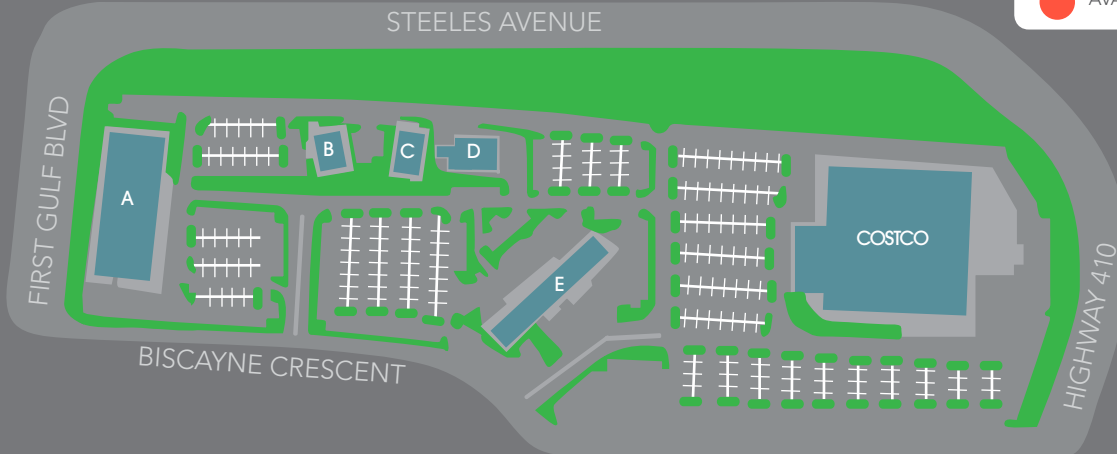 STEELES AVENUE
FIRST GULF BLVD
A
B
C
D
E
COSTCO
HIGHWAY 410
BISCAYNE CRESCENT